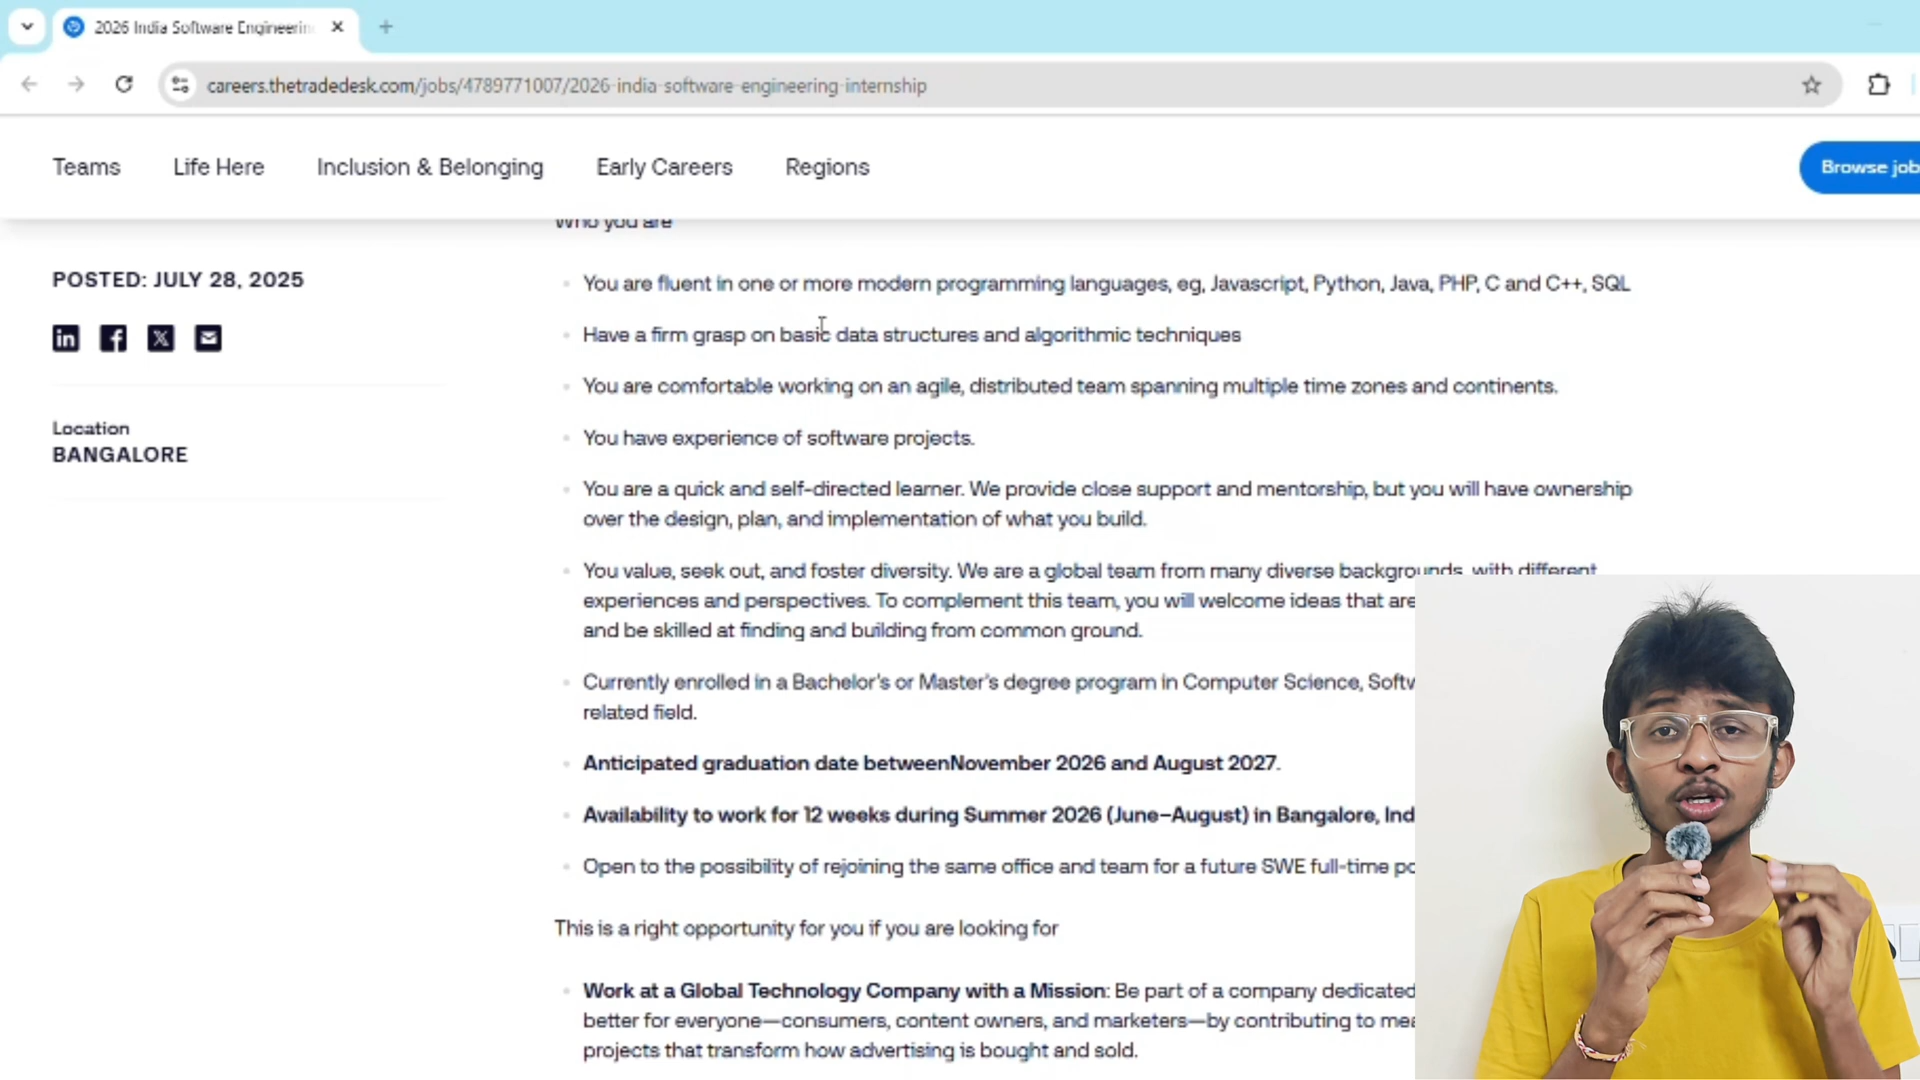 2026 India Software Engineerin
careers.thetradedesk.com/jobs/4789771007/2026-india-software-engineering-internship
Teams
Life Here
Inclusion & Belonging
Early Careers
Regions
Browse job
Who you are
POSTED: JULY 28, 2025
Location
BANGALORE
You are fluent in one or more modern programming languages, eg, Javascript, Python, Java, PHP, C and C++, SQL
Have a firm grasp on basic data structures and algorithmic techniques
You are comfortable working on an agile, distributed team spanning multiple time zones and continents.
You have experience of software projects.
You are a quick and self-directed learner. We provide close support and mentorship, but you will have ownership
over the design, plan, and implementation of what you build.
You value, seek out, and foster diversity. We are a global team from many diverse backgrounds, with different
experiences and perspectives. To complement this team, you will welcome ideas that are
and be skilled at finding and building from common ground.
Currently enrolled in a Bachelor's or Master's degree program in Computer Science, Softw
related field.
Anticipated graduation date betweenNovember 2026 and August 2027.
Availability to work for 12 weeks during Summer 2026 (June–August) in Bangalore, Ind
Open to the possibility of rejoining the same office and team for a future SWE full-time po
This is a right opportunity for you if you are looking for
Work at a Global Technology Company with a Mission: Be part of a company dedicated
better for everyone—consumers, content owners, and marketers—by contributing to mea
projects that transform how advertising is bought and sold.